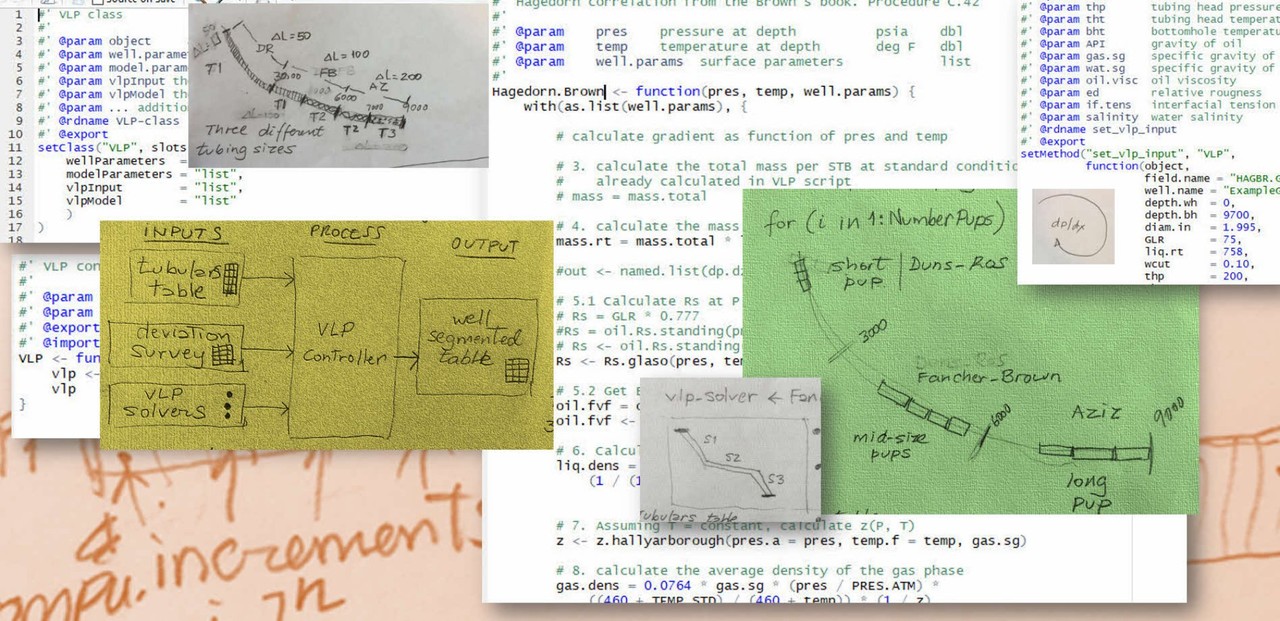 1 #' VLP class
2 #'
3 #' @param object
4 #' @param well.param
5 #' @param model.param
6 #' @param vlpInput th
7 #' @param vlpModel th
8 #' @param ... additio
9 #' @rdname VLP-class
10 #' @export
11 setClass("VLP", slots
12 wellParameters =
13 modelParameters = "list",
14 vlpInput = "list",
15 vlpModel = "list"
16 )
17 )
18
ΔL=50
DR
ΔL=100
FB
ΔL=200
AZ
T1
3000
6000
9000
T1
T2
T2
T3
Three different
tubing sizes
#' Hagedorn correlation from the Brown's book. Procedure C.42
#'
#' @param pres pressure at depth psia dbl
#' @param temp temperature at depth deg F dbl
#' @param well.params surface parameters list
#'
Hagedorn.Brown <- function(pres, temp, well.params) {
with(as.list(well.params), {
# calculate gradient as function of pres and temp
# 3. calculate the total mass per STB at standard conditio
# already calculated in VLP script
# mass = mass.total
# 4. calculate the mass
mass.rt = mass.total *
#out <- named.list(dp.d
# 5.1 Calculate Rs at P
# Rs = GLR * 0.777
#Rs = oil.Rs.standing(p
# Rs <- oil.Rs.standing
Rs <- Rs.glaso(pres, te
# 5.2 Get
oil.fvf =
oil.fvf <-
# 6. Calcu
liq.dens =
(1 / (1
# 7. Assuming T = constant, calculate z(P, T)
z <- z.hallyarborough(pres.a = pres, temp.f = temp, gas.sg)
# 8. calculate the average density of the gas phase
gas.dens = 0.0764 * gas.sg * (pres / PRES.ATM) *
((460 + TEMP.STD) / (460 + temp)) * (1 / z)
#' @param thp tubing head pressure
#' @param tht tubing head temperat
#' @param bht bottomhole temperatu
#' @param API gravity of oil
#' @param gas.sg specific gravity of
#' @param wat.sg specific gravity of
#' @param oil.visc oil viscosity
#' @param ed relative rougness
#' @param if.tens interfacial tension
#' @param salinity water salinity
#' @rdname set_vlp_input
#' @export
setMethod("set_vlp_input", "VLP",
function(object,
field.name = "HAGBR.G
well.name = "ExampleG
depth.wh = 0,
depth.bh = 9700,
diam.in = 1.995,
GLR = 75,
liq.rt = 758,
wcut = 0.10,
thp = 200,
dp/dx
#' VLP con
#'
#' @param
#' @param
#' @export
#' @import
VLP <- fun
vlp <-
vlp
}
INPUTS PROCESS OUTPUT
tubulars
table
deviation
survey
VLP
solvers
VLP
Controller
well
segmented
table
for (i in 1:NumberPups)
short
pup
Duns-Ros
3000
Duns-Ros
Fancher-Brown
mid-size
pups
6000
Aziz
9000
long
pup
vlp-solver ← Fan
S1
S2
S3
Tubulars table
& increments